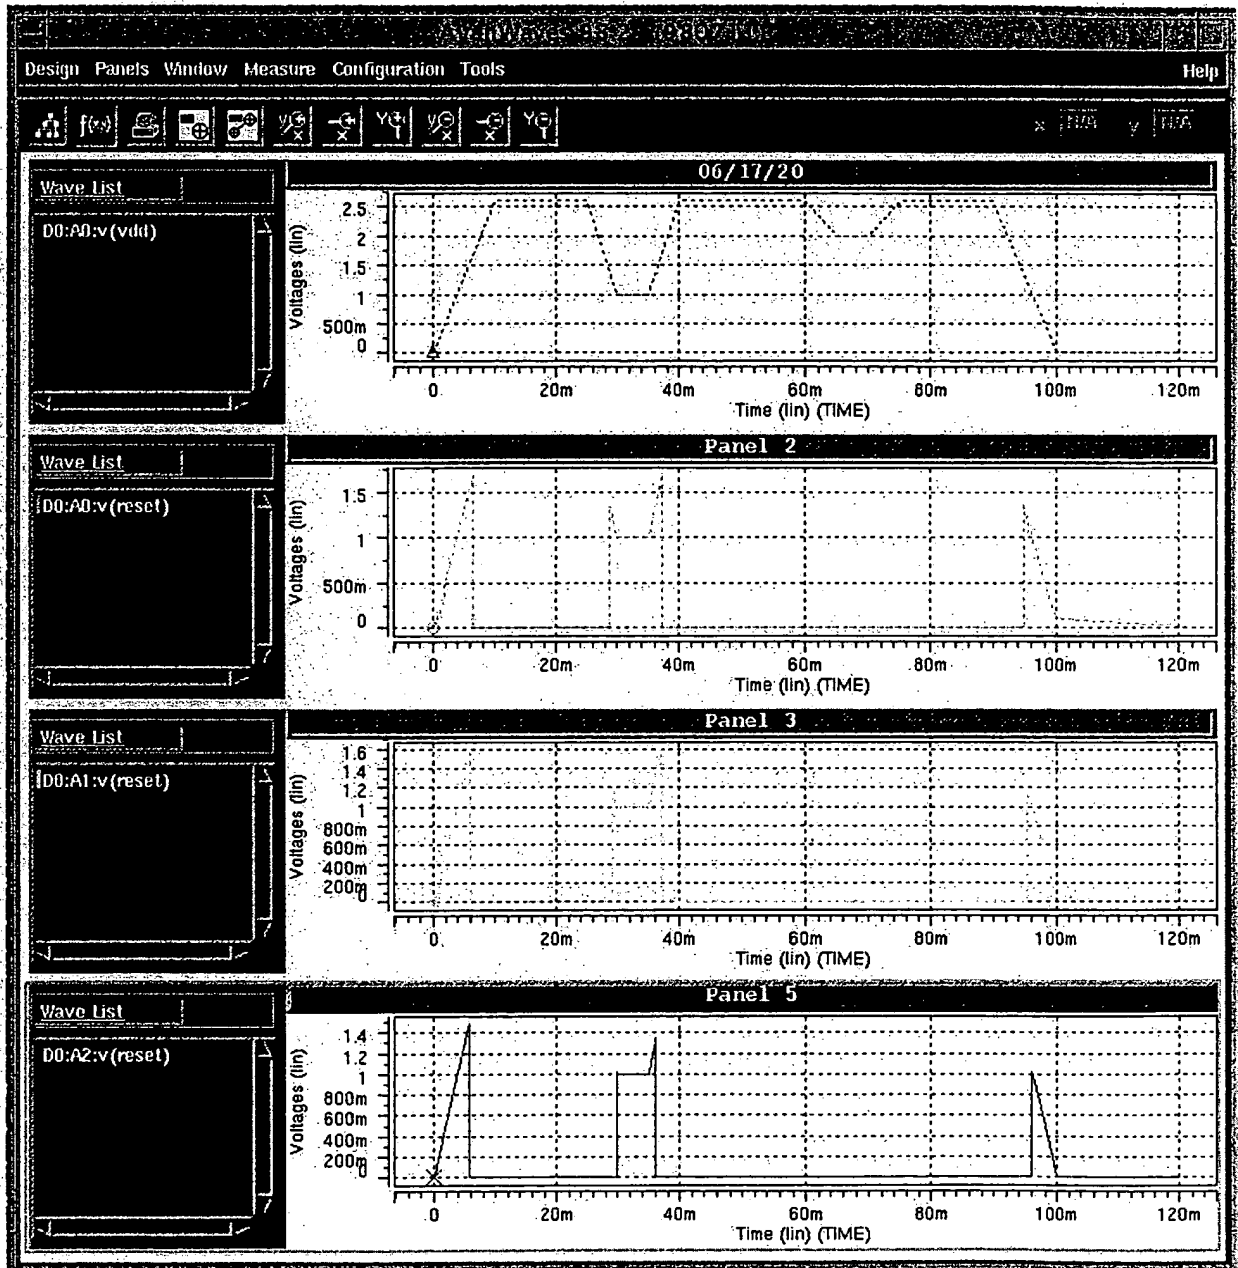 Design Panels Window Measure Configuration Tools Help
f(x,y)
x N/A y N/A
06/17/20
Wave List
D0:A0:v(vdd)
Voltages (lin)
2.5
2
1.5
1
500m
0
0 20m 40m 60m 80m 100m 120m
Time (lin) (TIME)
Panel 2
Wave List
D0:A0:v(reset)
Voltages (lin)
1.5
1
500m
0
0 20m 40m 60m 80m 100m 120m
Time (lin) (TIME)
Panel 3
Wave List
D0:A1:v(reset)
Voltages (lin)
1.6
1.4
1.2
1
800m
600m
400m
200m
0
0 20m 40m 60m 80m 100m 120m
Time (lin) (TIME)
Panel 5
Wave List
D0:A2:v(reset)
Voltages (lin)
1.4
1.2
1
800m
600m
400m
200m
0
0 20m 40m 60m 80m 100m 120m
Time (lin) (TIME)